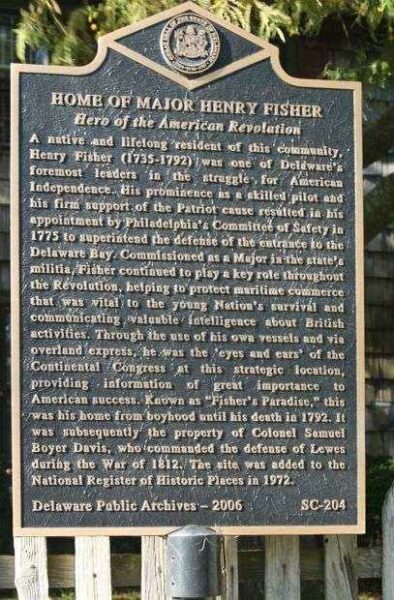 HOME OF MAJOR HENRY FISHER
Hero of the American Revolution
A native and lifelong resident of this community,
Henry Fisher (1735-1792) was one of Delaware's
foremost leaders in the struggle for American
Independence. His prominence as a skilled pilot and
his firm support of the Patriot cause resulted in his
appointment by Philadelphia's Committee of Safety in
1775 to superintend the defense of the entrance to the
Delaware Bay. Commissioned as a Major in the state's
militia, Fisher continued to play a key role throughout
the Revolution, helping to protect maritime commerce
that was vital to the young Nation's survival and
communicating valuable intelligence about British
activities. Through the use of his own vessels and via
overland express, he was the 'eyes and ears' of the
Continental Congress at this strategic location,
providing information of great importance to
American success. Known as "Fisher's Paradise," this
was his home from boyhood until his death in 1792. It
was subsequently the property of Colonel Samuel
Boyer Davis, who commanded the defense of Lewes
during the War of 1812. The site was added to the
National Register of Historic Places in 1972.
Delaware Public Archives – 2006 SC-204